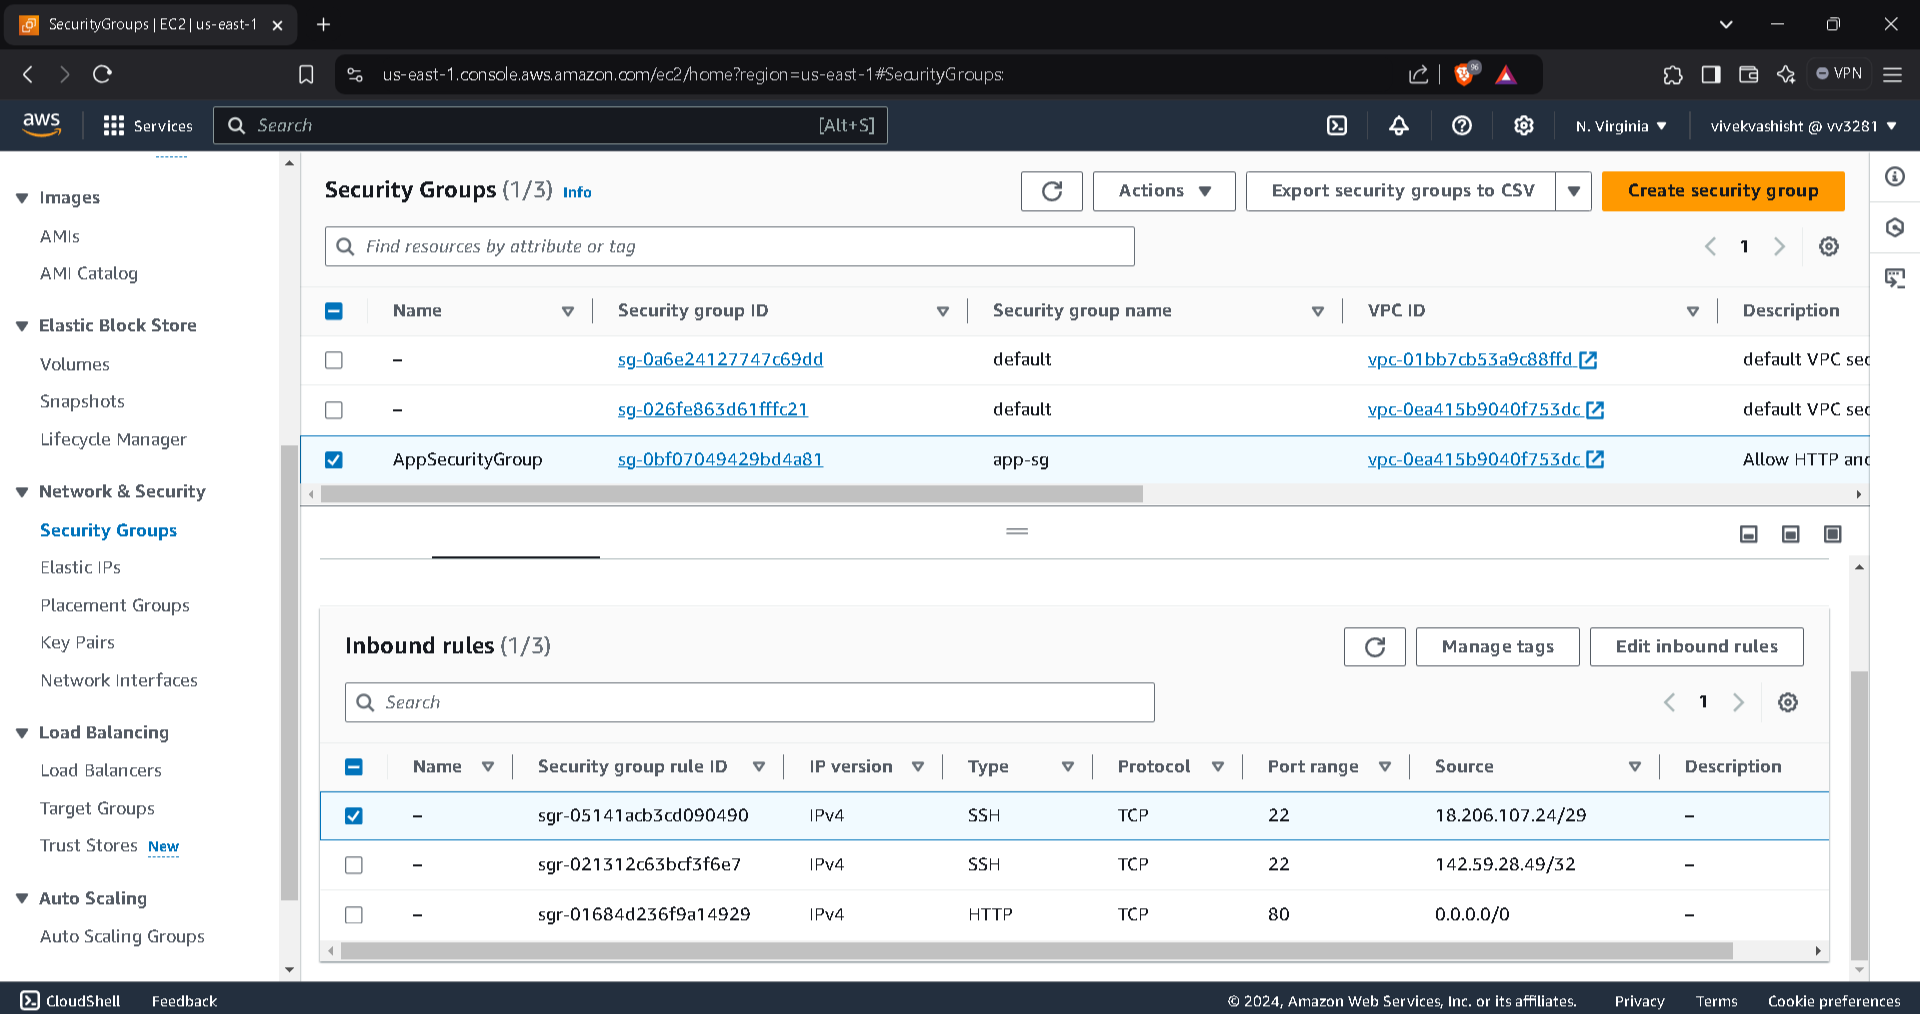 SecurityGroups | EC2 | us-east-1
us-east-1.console.aws.amazon.com/ec2/home?region=us-east-1#SecurityGroups:
96
VPN
aws
Services
Search
[Alt+S]
N. Virginia
vivekvashisht @ vv3281
Images
AMIs
AMI Catalog
Elastic Block Store
Volumes
Snapshots
Lifecycle Manager
Network & Security
Security Groups
Elastic IPs
Placement Groups
Key Pairs
Network Interfaces
Load Balancing
Load Balancers
Target Groups
Trust Stores New
Auto Scaling
Auto Scaling Groups
Security Groups (1/3) Info
Actions
Export security groups to CSV
Create security group
Find resources by attribute or tag
1
Name Security group ID Security group name VPC ID Description
– sg-0a6e24127747c69dd default vpc-01bb7cb53a9c88ffd default VPC sec
– sg-026fe863d61fffc21 default vpc-0ea415b9040f753dc default VPC sec
AppSecurityGroup sg-0bf07049429bd4a81 app-sg vpc-0ea415b9040f753dc Allow HTTP and
Inbound rules (1/3)
Manage tags
Edit inbound rules
Search
1
Name Security group rule ID IP version Type Protocol Port range Source Description
– sgr-05141acb3cd090490 IPv4 SSH TCP 22 18.206.107.24/29 –
– sgr-021312c63bcf3f6e7 IPv4 SSH TCP 22 142.59.28.49/32 –
– sgr-01684d236f9a14929 IPv4 HTTP TCP 80 0.0.0.0/0 –
CloudShell Feedback © 2024, Amazon Web Services, Inc. or its affiliates. Privacy Terms Cookie preferences